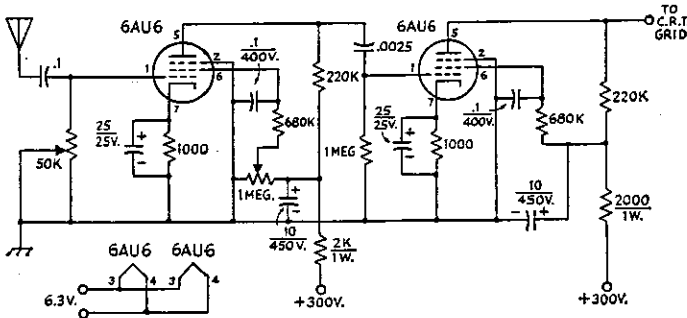 6AU6
6AU6
TO
C.R.T
GRID
5
5
.1
1
2
6
.1
400V.
.0025
1
2
6
.1
400V.
7
7
220K
680K
220K
680K
25
25V.
25
25V.
50K
1000
1MEG
1000
1MEG.
10
450V.
10
450V.
2000
1W.
2K
1W.
6AU6
6AU6
3
4
3
4
6.3V.
+300V.
+300V.